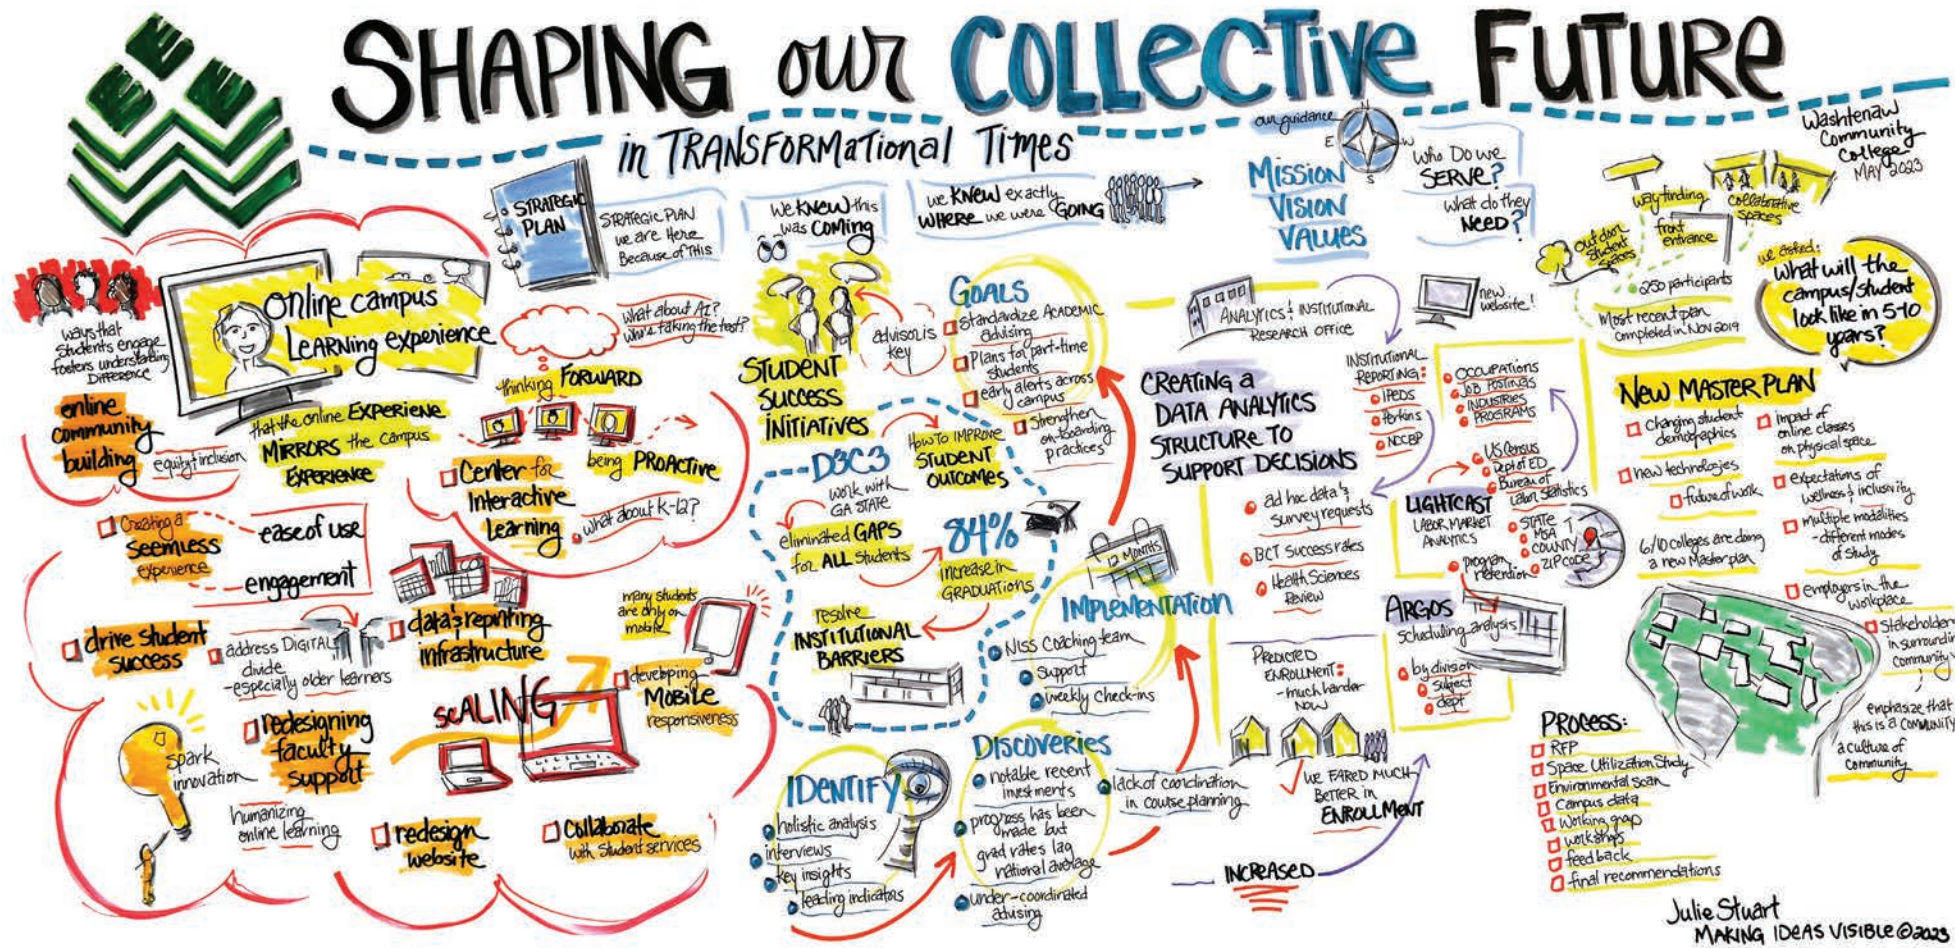 SHAPING our COLLECTIVE FUTURE
in TRANSFORMational Times
Washtenaw
Community
College
MAY 2023
STRATEGIC
PLAN
STRATEGIC PLAN
we are Here
Because of THIS
we KNEW this
was COMING
we KNEW exactly
WHERE we were GOING
our guidance
N
E
W
S
MISSION
VISION
VALUES
Who Do we
SERVE?
what do they
NEED?
ways that
students engage
fosters understanding
DIFFERENCE
online campus
LEARNing experience
online
community
building
equity & inclusion
that the online EXPERIENE
MIRRORS the campus
EXPERIENCE
What about AI?
who's taking the test?
thinking FORWARD
being PROACTIVE
Center for
Interactive
Learning
what about K-12?
Creating a
SEEMLESS
experience
ease of use
engagement
drive student
success
address DIGITAL
divide
-especially older learners
data & reporting
infrastructure
many students
are only on
mobile
developing
MOBILE
responsiveness
scALING
spark
innovation
redesigning
faculty
support
humanizing
online learning
redesign
website
Collaborate
with Student services
STUDENT
SUCCESS
INITIATIVES
advisor is
key
GOALS
Standardize ACADEMIC
advising
Plans for part-time
students
early alerts across
campus
Strengthen
on-boarding
practices
D3C3
HOW TO IMPROVE
STUDENT
OUTCOMES
work with
GA STATE
eliminated GAPS
for ALL Students
84%
increase in
GRADUATIONS
resolve
INSTITUTIONAL
BARRIERS
12 MONTHS
IMPLEMENTATION
NISS Coaching team
Support
weekly check-ins
IDENTIFY
holistic analysis
interviews
key insights
leading indicators
DISCOVERIES
notable recent
investments
progress has been
made but
grad rates lag
national average
under-coordinated
advising
lack of coordination
in course planning
ANALYTICS & INSTITUTIONAL
RESEARCH OFFICE
new
website!
CREATING a
DATA ANALYTICS
STRUCTURE TO
SUPPORT DECISIONS
INSTITUTIONAL
REPORTING:
IPEDS
Perkins
NCCBP
OCCUPATIONS
JOB POSTINGS
INDUSTRIES
PROGRAMS
US Census
Dept of ED
Bureau of
Labor Statistics
ad hoc data &
survey requests
BCT Success rates
Health Sciences
Review
LIGHTCAST
LABOR MARKET
ANALYTICS
STATE
MSA
COUNTY
ZIPCODE
program
retention
ARGOS
scheduling analysis
by division
subject
dept
PREDICTED
ENROLLMENT:
-much harder
NOW
WE FARED MUCH
BETTER IN
ENROLLMENT
INCREASED
wayfinding
collaborative
spaces
outdoor
student
spaces
front
entrance
250 participants
Most recent plan
completed in Nov 2019
we asked:
What will the
campus/student
look like in 5-10
years?
NEW MASTER PLAN
changing student
demographics
impact of
online classes
on physical space
new technologies
future of work
expectations of
wellness & inclusivity
multiple modalities
-different modes
of study
6/10 colleges are doing
a new Master plan
employers in the
workplace
Stakeholders
in surrounding
community
emphasize that
this is a COMMUNITY
a culture of
community
PROCESS:
RFP
Space Utilization Study
Environmental Scan
Campus data
Working group
workshops
feedback
final recommendations
Julie Stuart
MAKING IDEAS VISIBLE ©2023